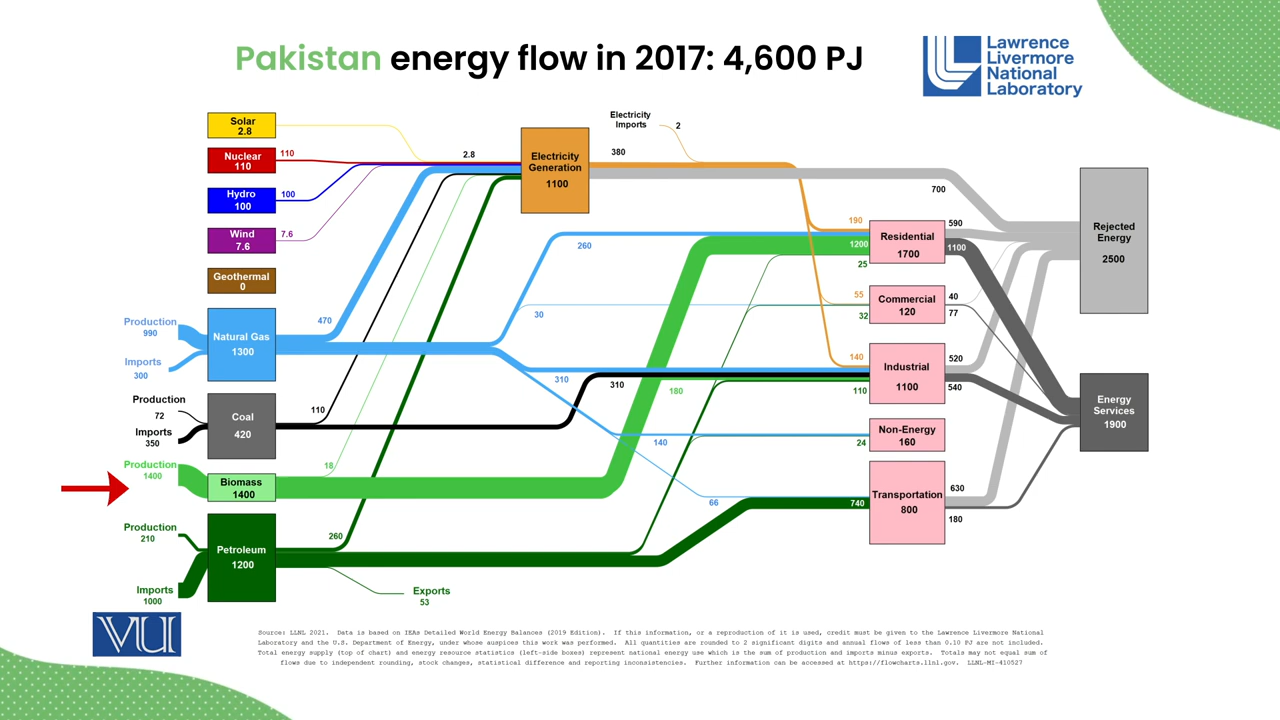 Pakistan energy flow in 2017: 4,600 PJ
Lawrence
Livermore
National
Laboratory
Solar
2.8
Nuclear
110
110
Hydro
100
100
Wind
7.6
7.6
Geothermal
0
Production
990
Imports
300
Natural Gas
1300
Production
72
Imports
350
Coal
420
Production
1400
Biomass
1400
Production
210
Imports
1000
Petroleum
1200
2.8
470
110
18
260
Electricity
Generation
1100
Electricity
Imports
2
380
700
260
30
310
310
180
140
66
Exports
53
190
1200
25
Residential
1700
590
1100
55
32
Commercial
120
40
77
140
110
Industrial
1100
520
540
24
Non-Energy
160
740
Transportation
800
630
180
Rejected
Energy
2500
Energy
Services
1900
VU
Source: LLNL 2021. Data is based on IEAs Detailed World Energy Balances (2019 Edition). If this information, or a reproduction of it is used, credit must be given to the Lawrence Livermore National
Laboratory and the U.S. Department of Energy, under whose auspices this work was performed. All quantities are rounded to 2 significant digits and annual flows of less than 0.10 PJ are not included.
Total energy supply (top of chart) and energy resource statistics (left-side boxes) represent national energy use which is the sum of production and imports minus exports. Totals may not equal sum of
flows due to independent rounding, stock changes, statistical difference and reporting inconsistencies. Further information can be accessed at https://flowcharts.llnl.gov. LLNL-MI-410527